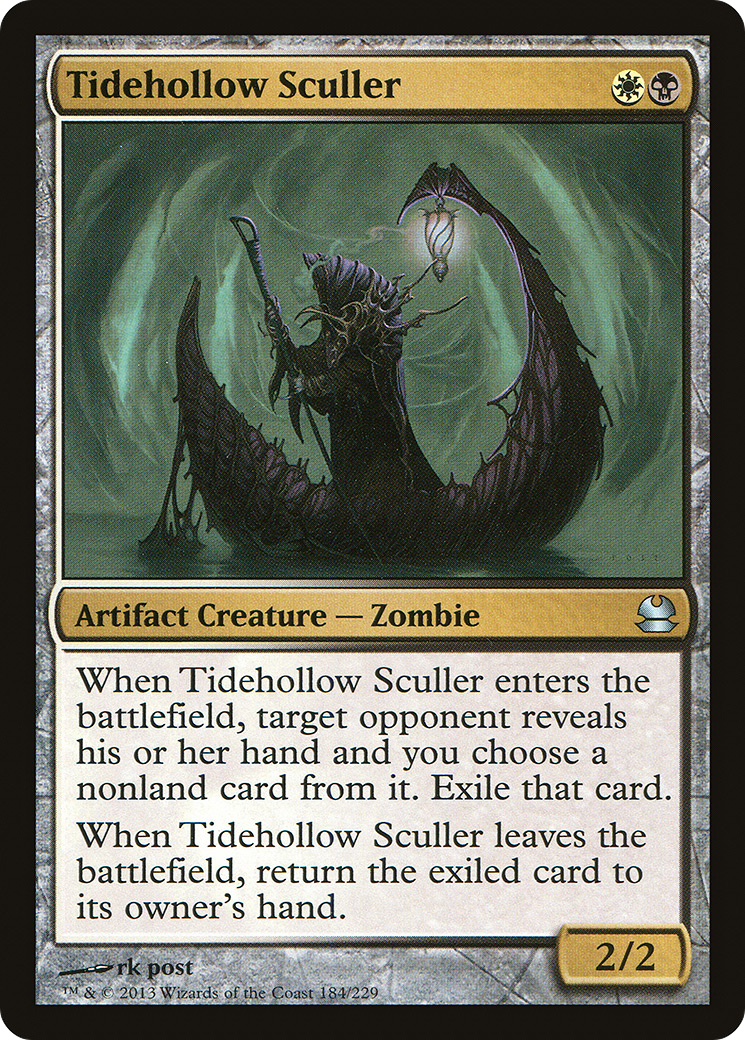 Tidehollow Sculler
Artifact Creature — Zombie
When Tidehollow Sculler enters the
battlefield, target opponent reveals
his or her hand and you choose a
nonland card from it. Exile that card.
When Tidehollow Sculler leaves the
battlefield, return the exiled card to
its owner's hand.
2/2
rk post
™ & © 2013 Wizards of the Coast 184/229